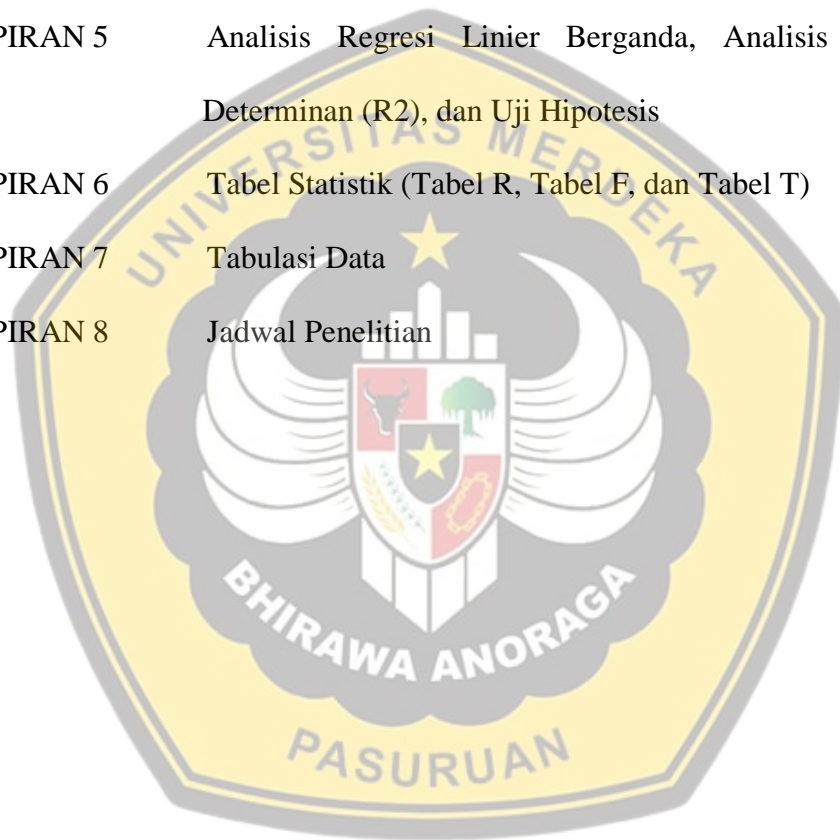 PIRAN 5 Analisis Regresi Linier Berganda, Analisis
Determinan (R2), dan Uji Hipotesis
PIRAN 6 Tabel Statistik (Tabel R, Tabel F, dan Tabel T)
PIRAN 7 Tabulasi Data
PIRAN 8 Jadwal Penelitian
UNIVERSITAS MERDEKA
BHIRAWA ANORAGA
PASURUAN